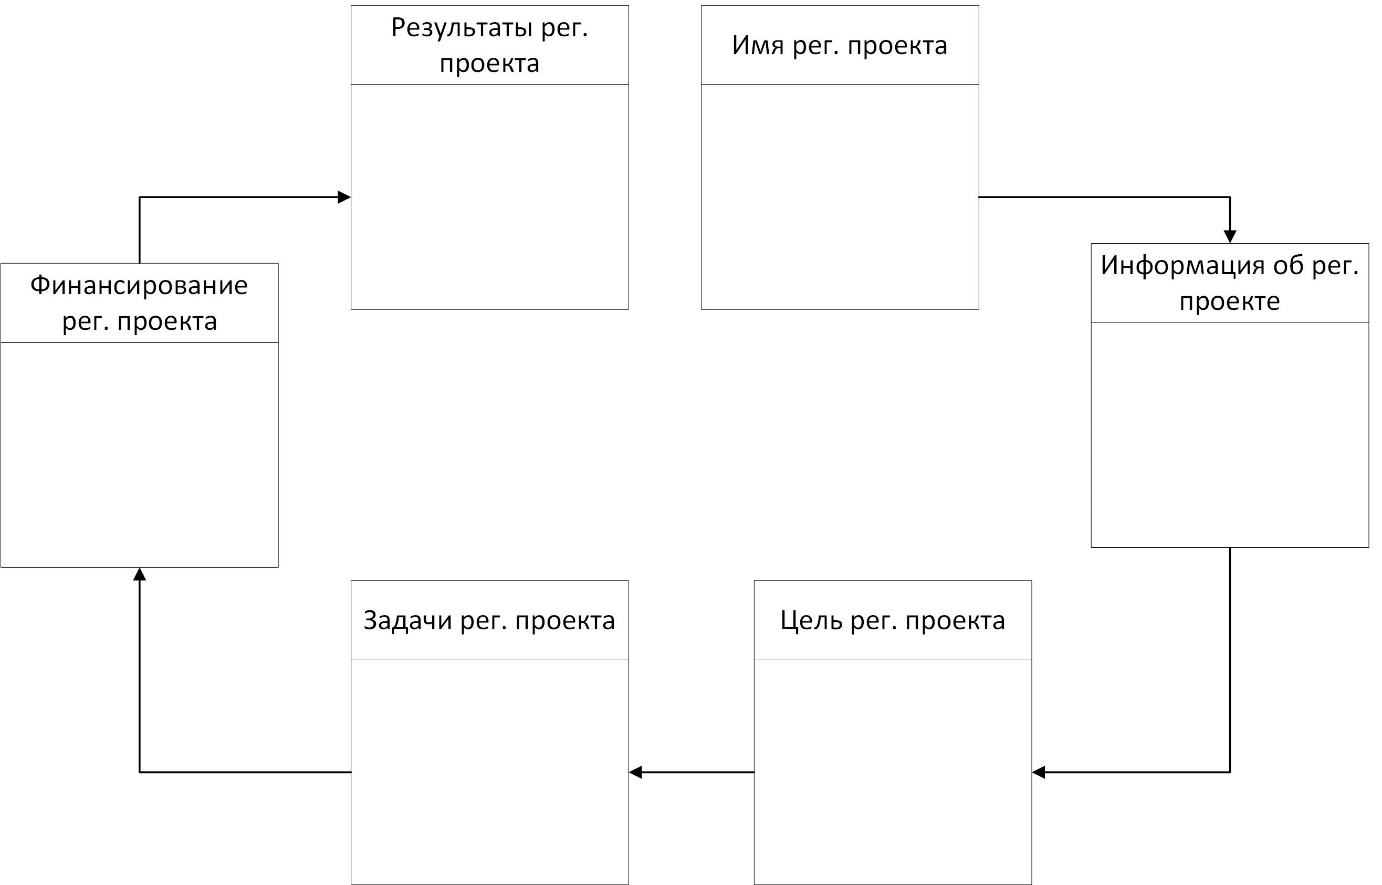 Результаты рег.
проекта
Имя рег. проекта
Информация об рег.
проекте
Финансирование
рег. проекта
Задачи рег. проекта
Цель рег. проекта